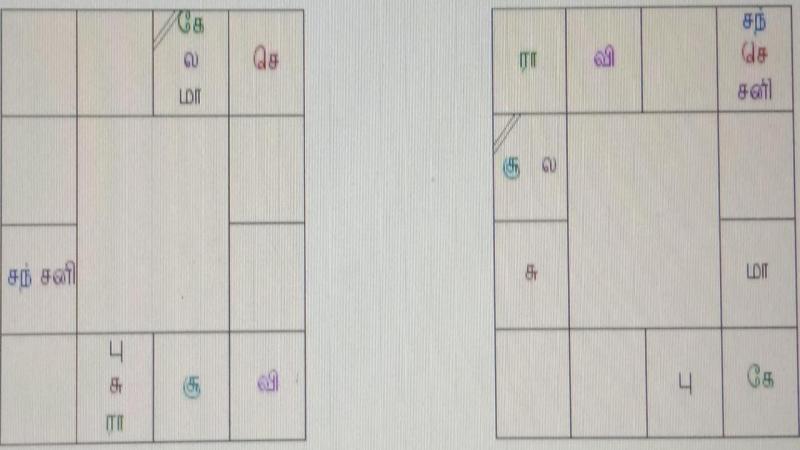 கே
ல
மா
செ
சந் சனி
பு
சு
ரா
சூ
வி
ரா
வி
சந்
செ
சனி
சூ ல
சு
மா
பு
கே